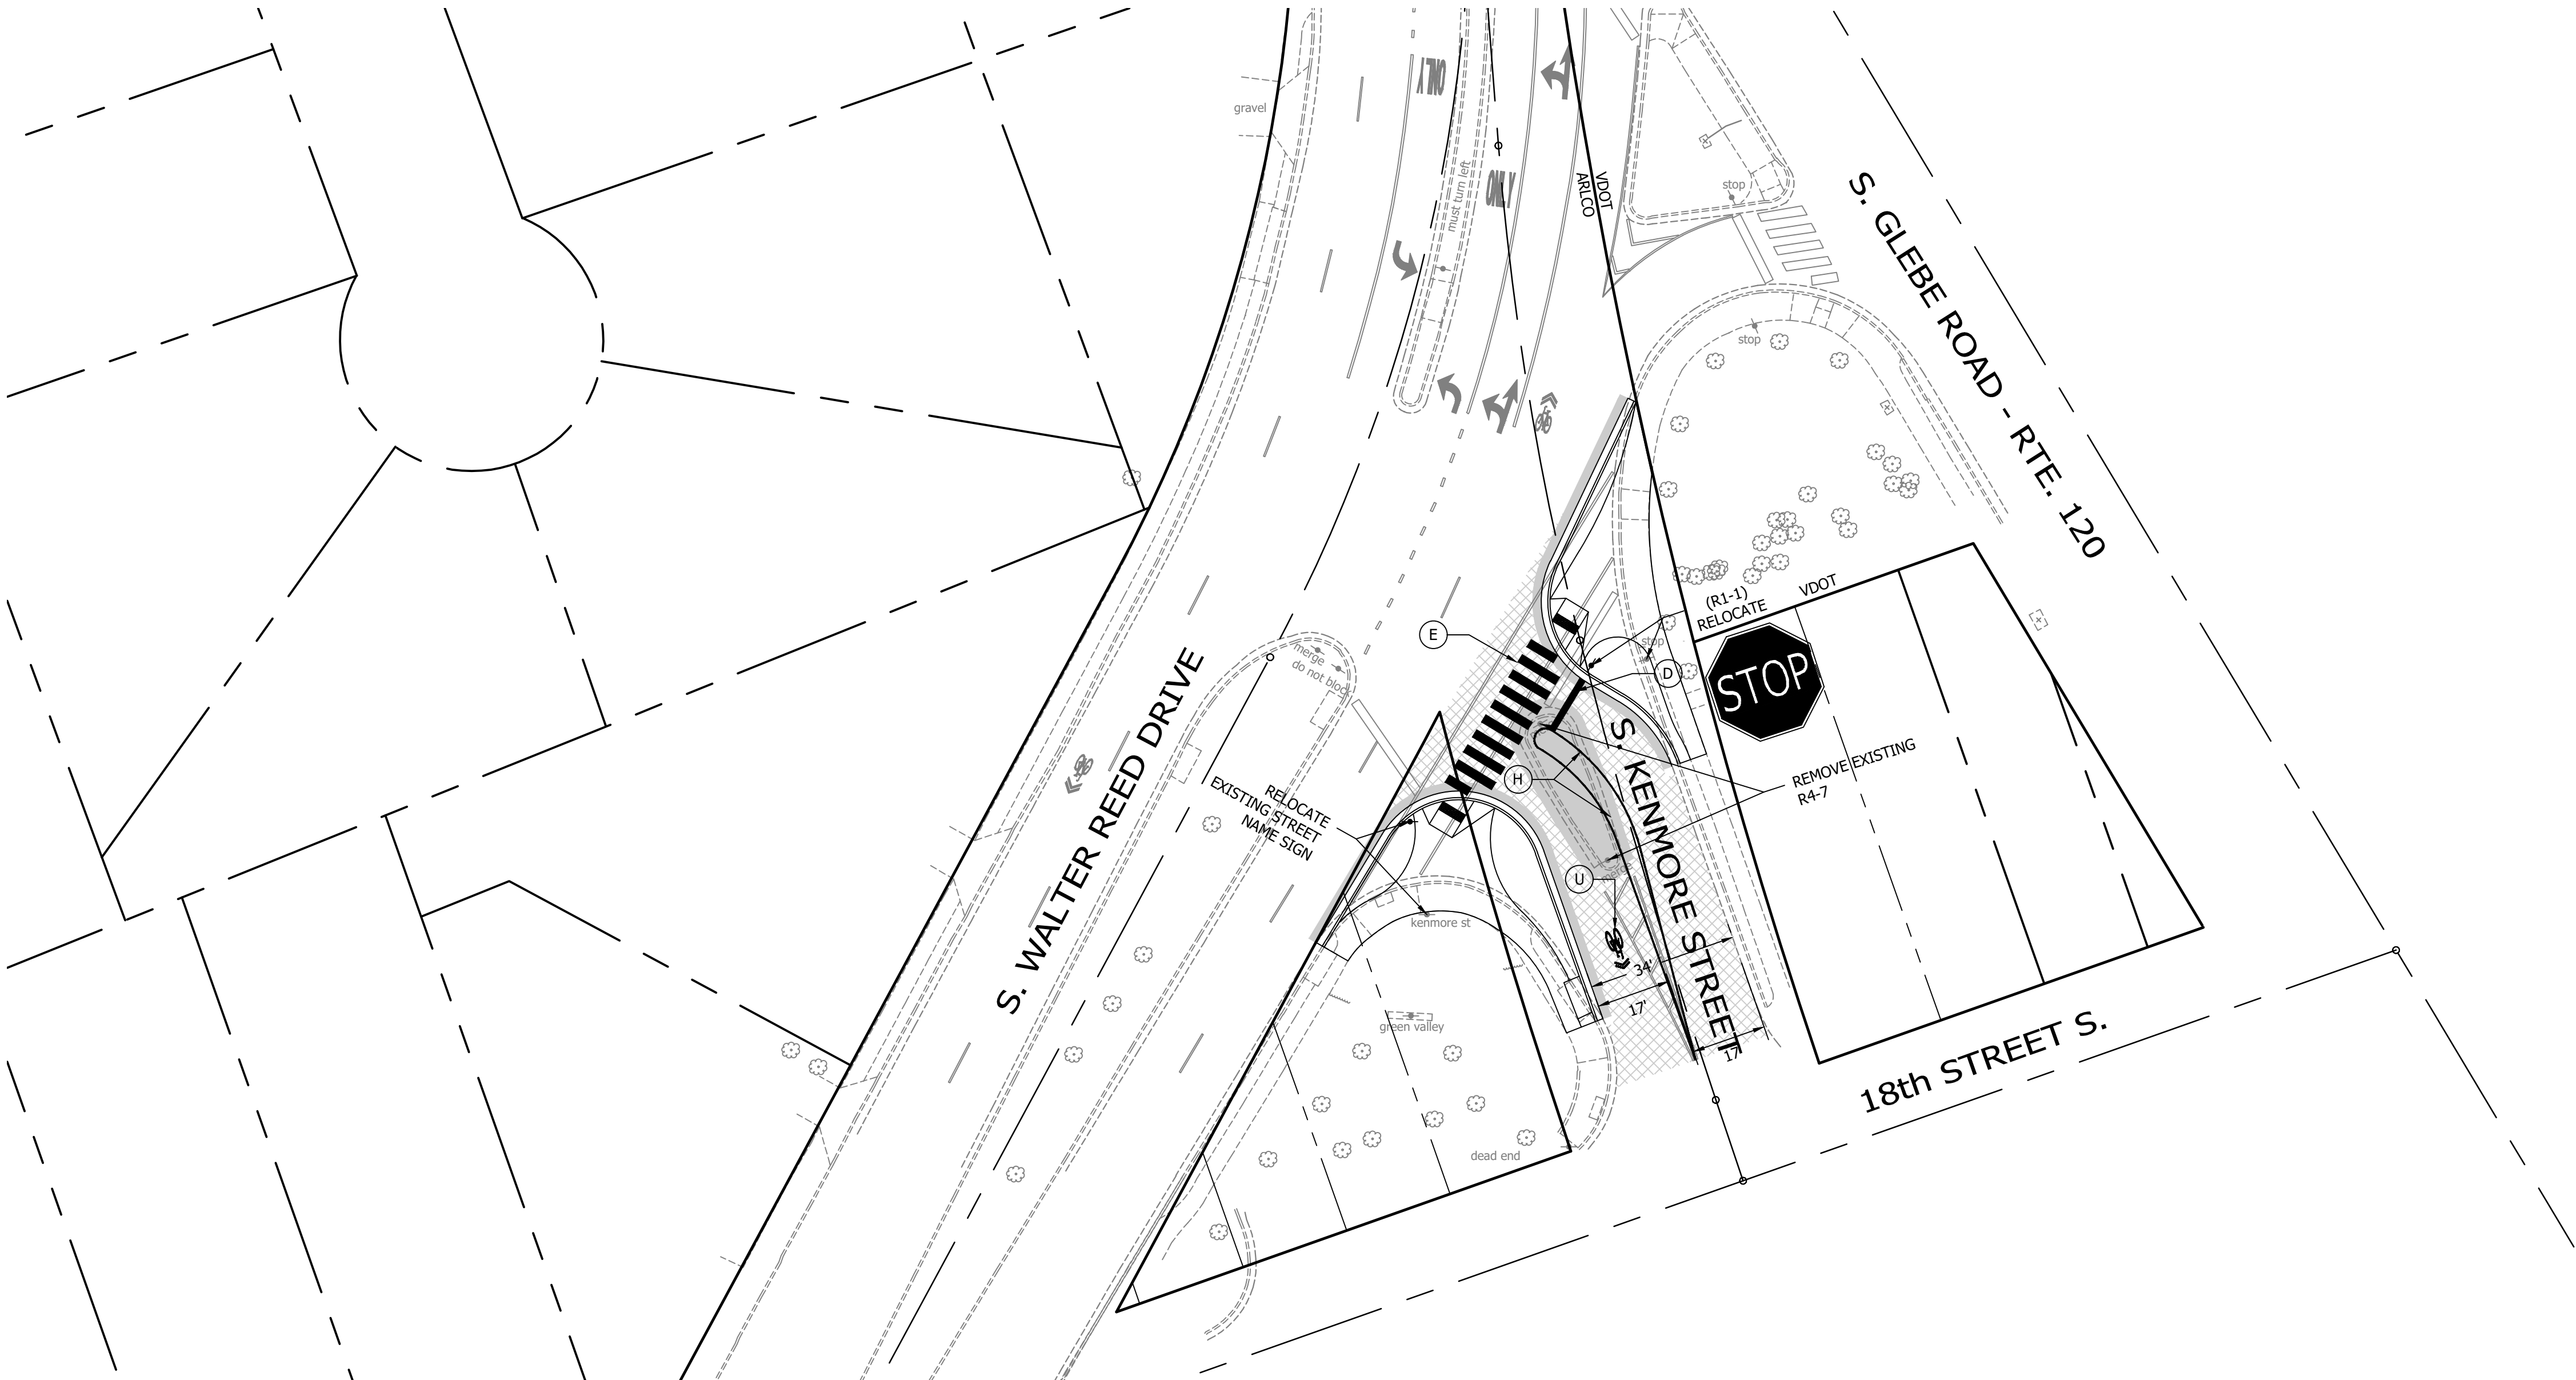 gravel
ONLY
must turn left
ONLY
VDOT
ARLCO
stop
stop
S. GLEBE ROAD - RTE. 120
(R1-1)
RELOCATE
VDOT
stop
STOP
E
D
merge
do not block
S. WALTER REED DRIVE
H
REMOVE EXISTING
R4-7
RELOCATE
EXISTING STREET
NAME SIGN
S. KENMORE STREET
U
kenmore st
34'
17'
17'
green valley
dead end
18th STREET S.